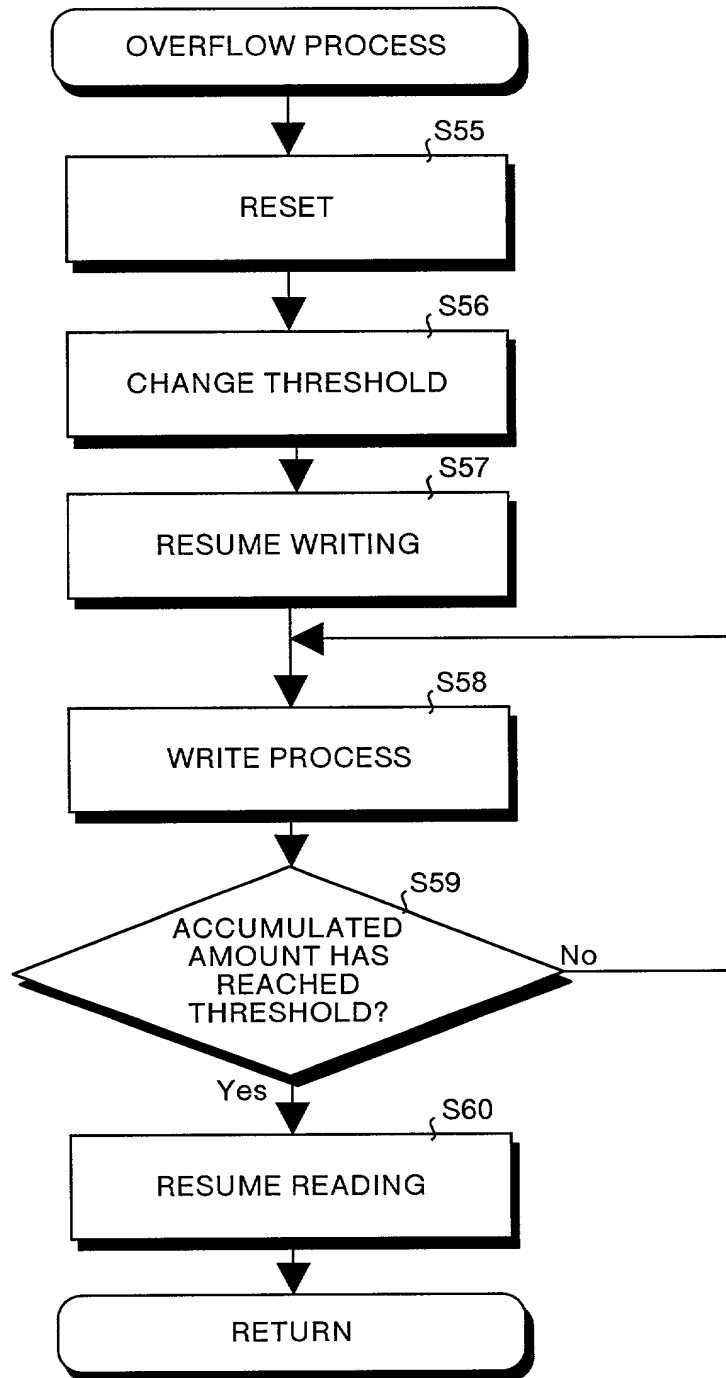 OVERFLOW PROCESS
S55
RESET
S56
CHANGE THRESHOLD
S57
RESUME WRITING
S58
WRITE PROCESS
S59
ACCUMULATED
AMOUNT HAS
REACHED
THRESHOLD?
No
Yes
S60
RESUME READING
RETURN